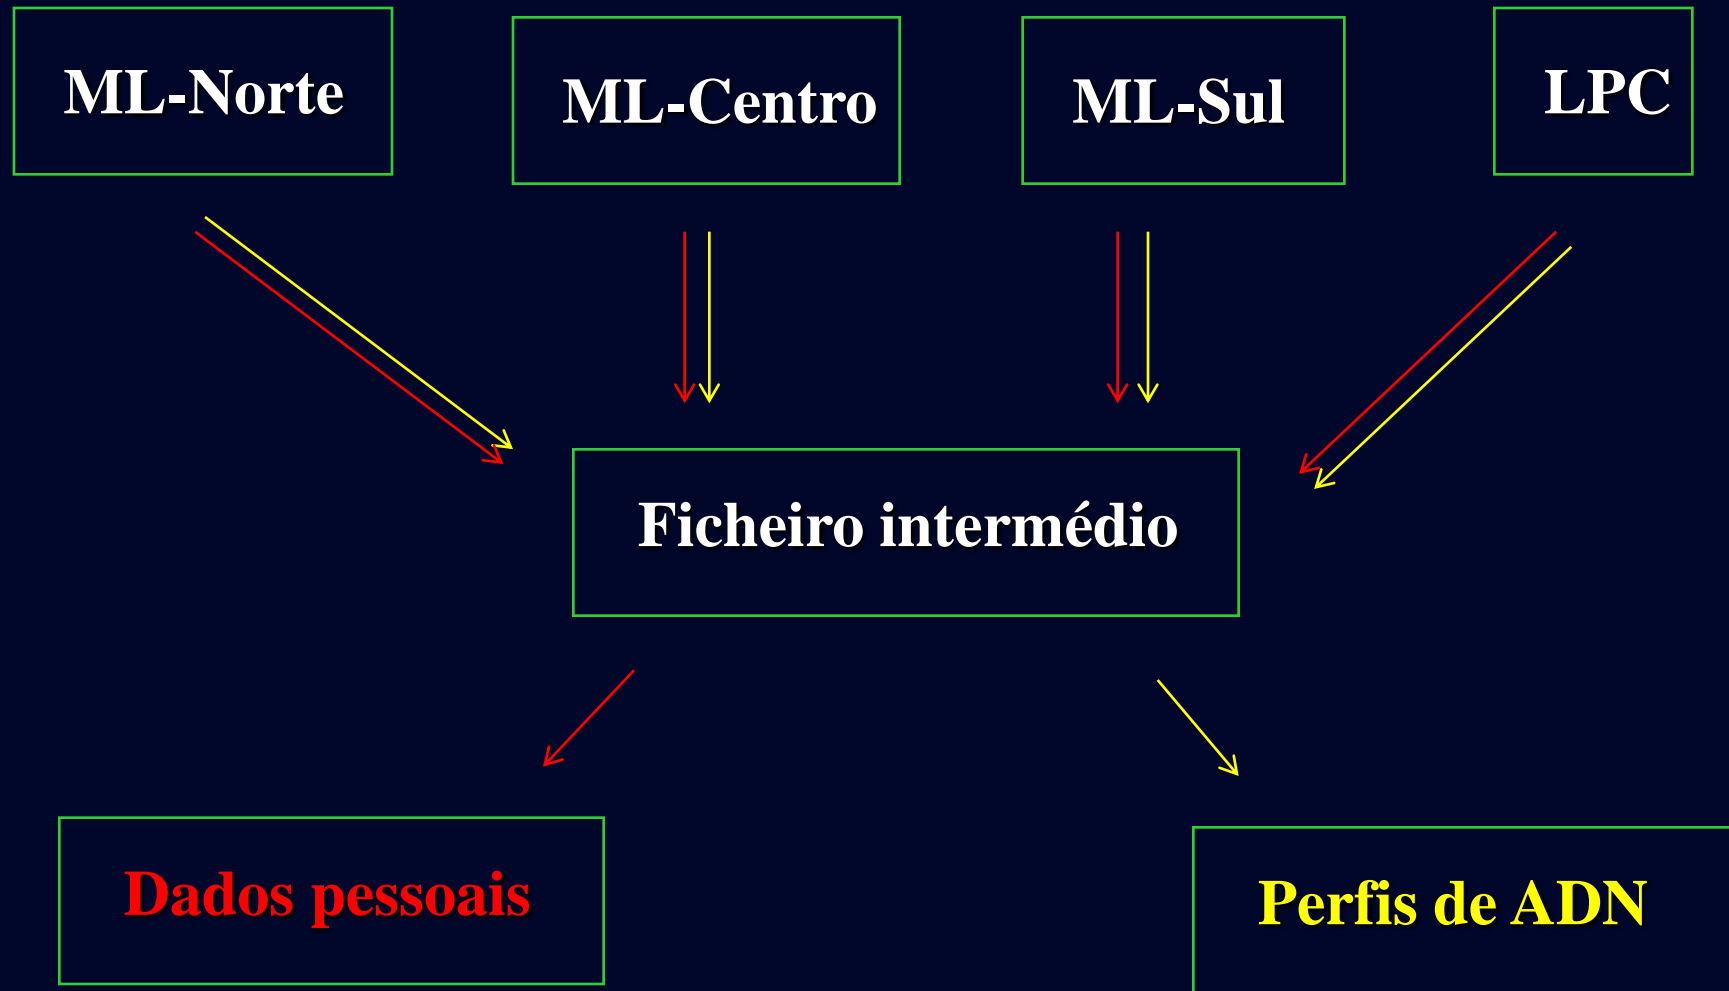 ML-Norte
ML-Centro
ML-Sul
LPC
Ficheiro intermédio
Dados pessoais
Perfis de ADN